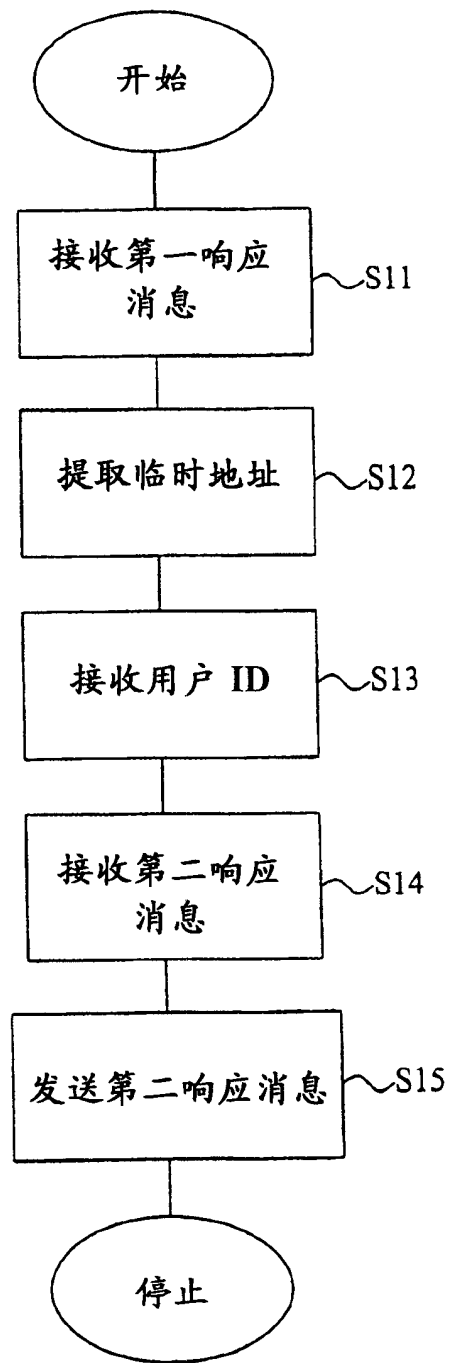 开始
接收第一响应
消息
S11
提取临时地址
S12
接收用户 ID
S13
接收第二响应
消息
S14
发送第二响应消息
S15
停止